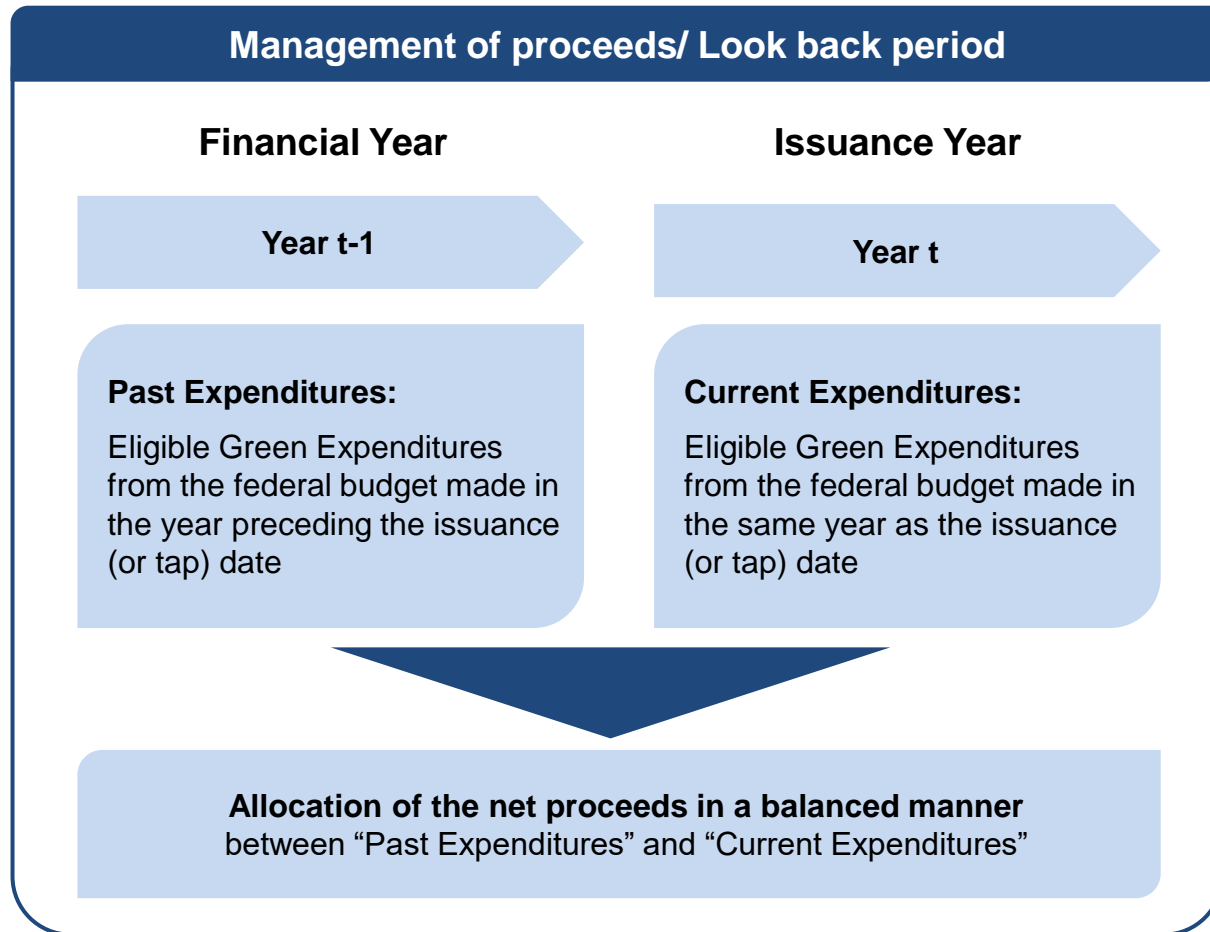 Management of proceeds/ Look back period
Financial Year
Issuance Year
Year t-1
Year t
Past Expenditures:
Eligible Green Expenditures
from the federal budget made in
the year preceding the issuance
(or tap) date
Current Expenditures:
Eligible Green Expenditures
from the federal budget made in
the same year as the issuance
(or tap) date
Allocation of the net proceeds in a balanced manner
between “Past Expenditures” and “Current Expenditures”